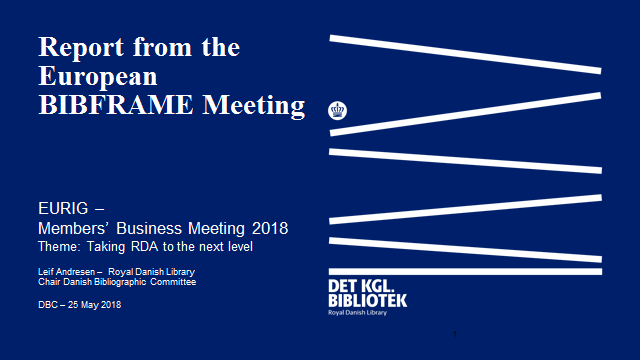 Report from the
European
BIBFRAME Meeting
EURIG –
Members’ Business Meeting 2018
Theme: Taking RDA to the next level
Leif Andresen – Royal Danish Library
Chair Danish Bibliographic Committee
DBC – 25 May 2018
DET KGL.
BIBLIOTEK
Royal Danish Library
1